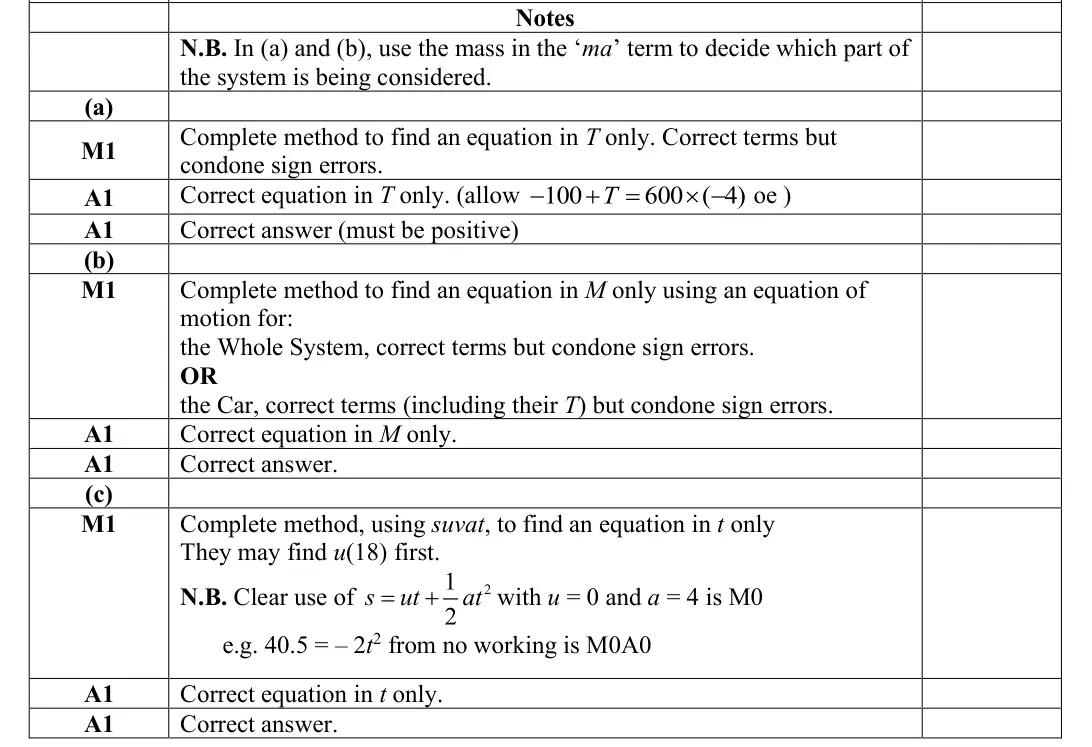 Notes
N.B. In (a) and (b), use the mass in the ‘ma’ term to decide which part of
the system is being considered.
(a)
M1 Complete method to find an equation in T only. Correct terms but
condone sign errors.
A1 Correct equation in T only. (allow −100 + T = 600×(−4) oe )
A1 Correct answer (must be positive)
(b)
M1 Complete method to find an equation in M only using an equation of
motion for:
the Whole System, correct terms but condone sign errors.
OR
the Car, correct terms (including their T) but condone sign errors.
A1 Correct equation in M only.
A1 Correct answer.
(c)
M1 Complete method, using suvat, to find an equation in t only
They may find u(18) first.
N.B. Clear use of s = ut + 1/2 at² with u = 0 and a = 4 is M0
e.g. 40.5 = – 2t² from no working is M0A0
A1 Correct equation in t only.
A1 Correct answer.